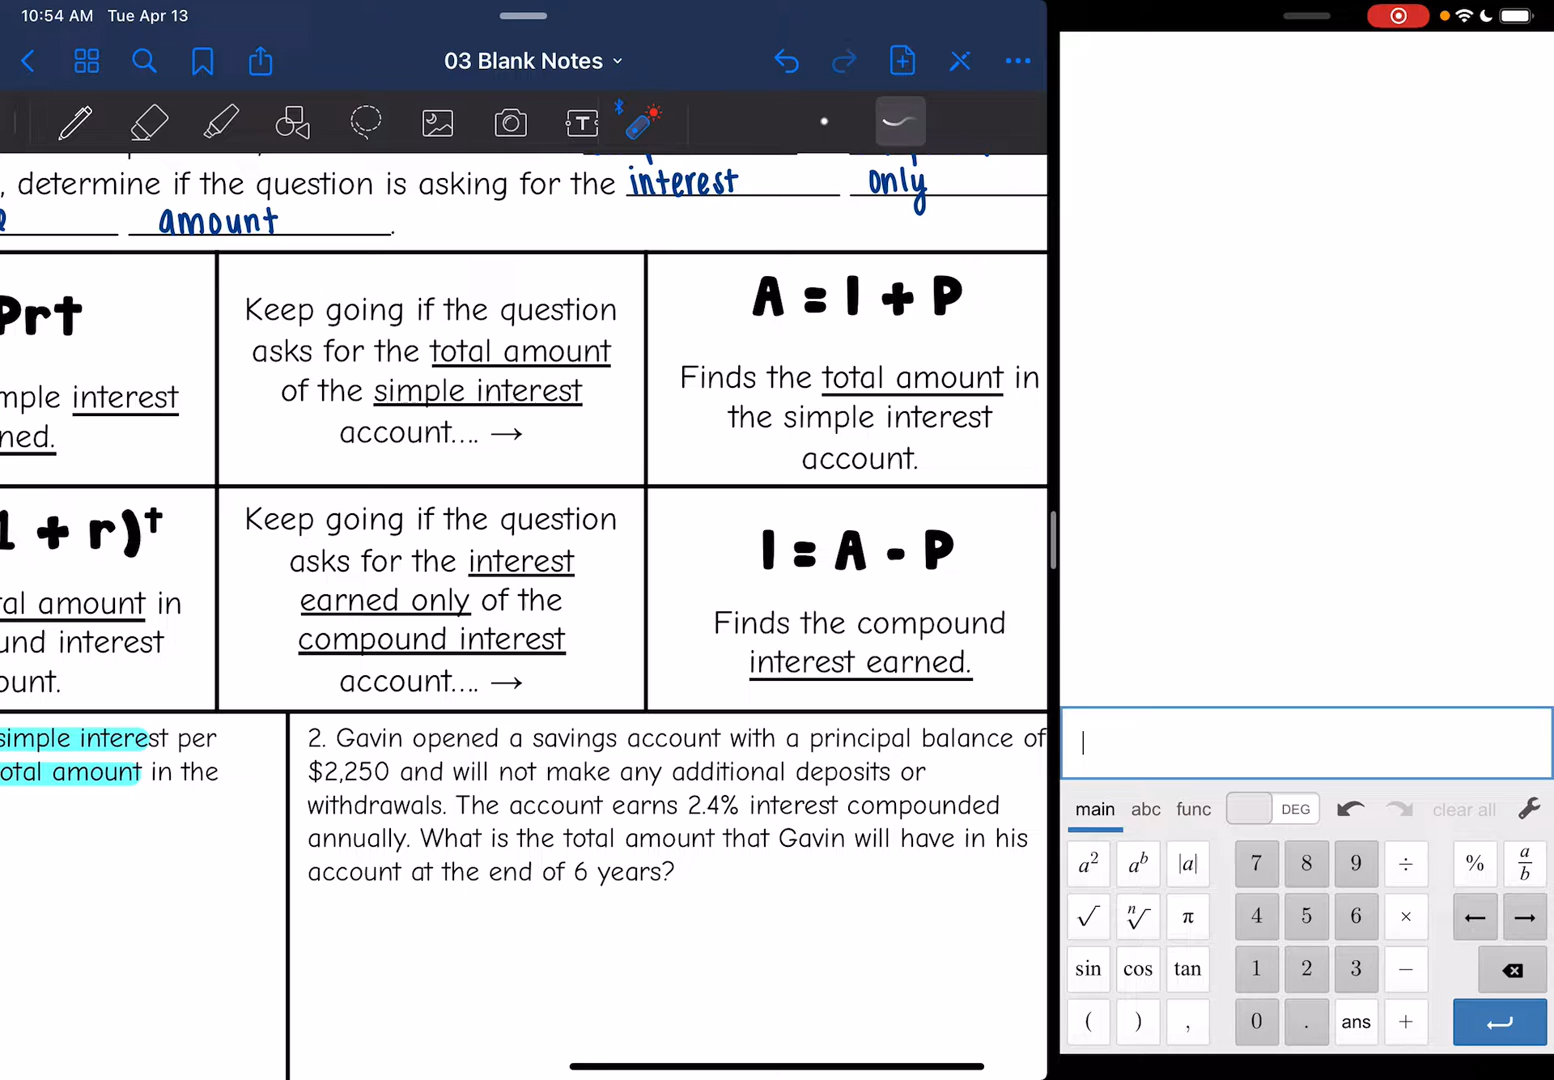 10:54 AM Tue Apr 13
03 Blank Notes
T
, determine if the question is asking for the interest only
amount.
Prt
Keep going if the question
asks for the total amount
of the simple interest
account.... →
A = I + P
Finds the total amount in
the simple interest
account.
mple interest
ned.
1 + r)^t
Keep going if the question
asks for the interest
earned only of the
compound interest
account.... →
I = A - P
Finds the compound
interest earned.
tal amount in
und interest
ount.
simple interest per
otal amount in the
2. Gavin opened a savings account with a principal balance of
$2,250 and will not make any additional deposits or
withdrawals. The account earns 2.4% interest compounded
annually. What is the total amount that Gavin will have in his
account at the end of 6 years?
main abc func DEG clear all
a² a^b |a| 7 8 9 ÷ % a/b
√ ⁿ√ π 4 5 6 × ← →
sin cos tan 1 2 3 −
( ) , 0 . ans +